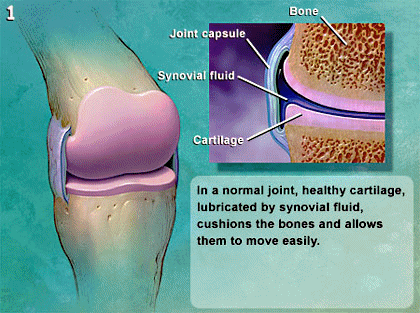 1
Bone
Joint capsule
Synovial fluid
Cartilage
In a normal joint, healthy cartilage,
lubricated by synovial fluid,
cushions the bones and allows
them to move easily.